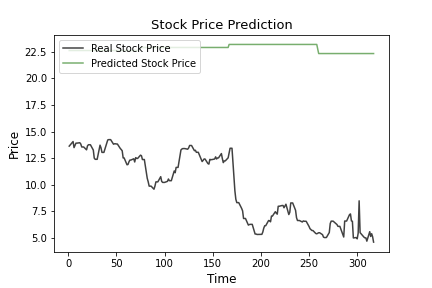 Stock Price Prediction
Real Stock Price
Predicted Stock Price
Price
22.5
20.0
17.5
15.0
12.5
10.0
7.5
5.0
0 50 100 150 200 250 300
Time